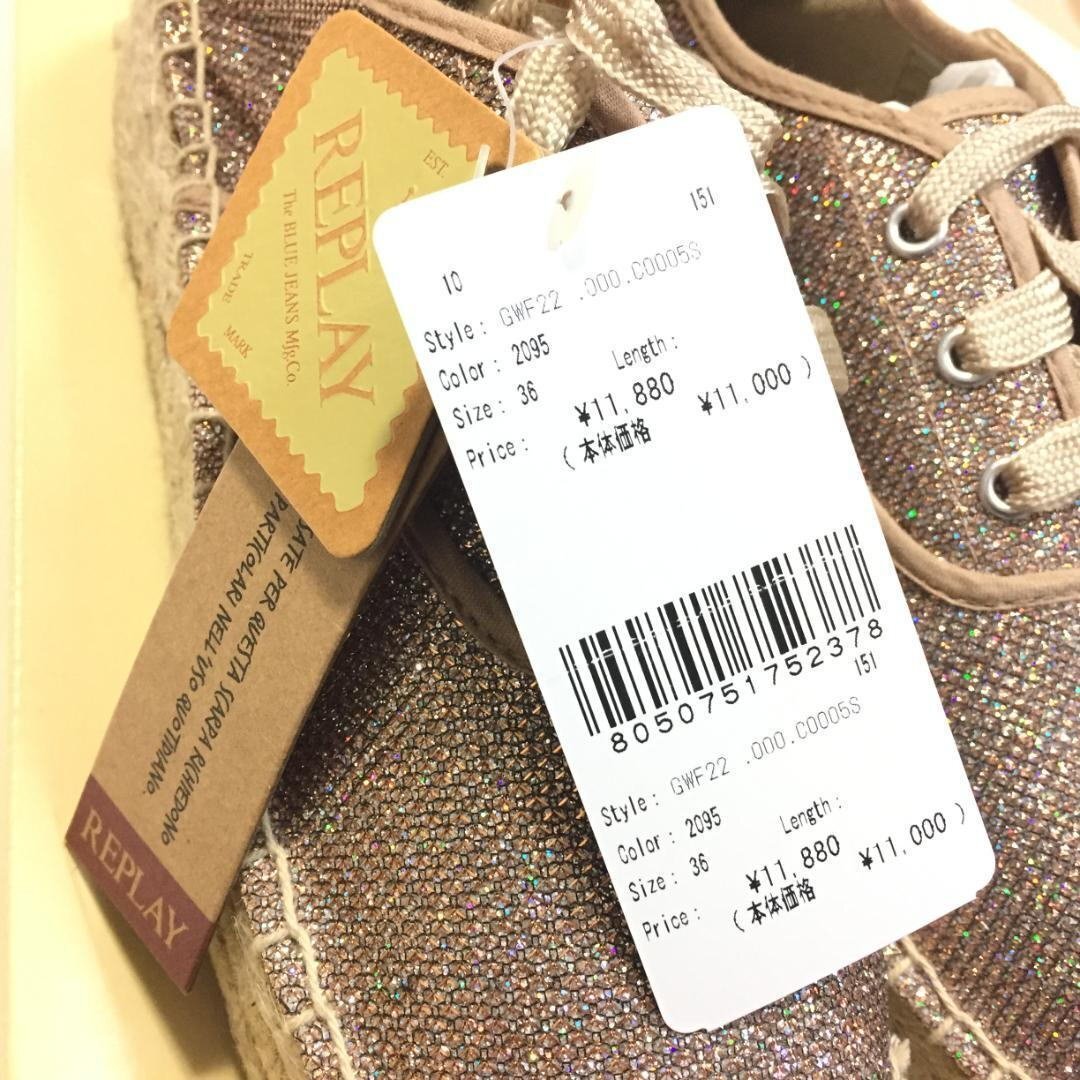 REPLAY
The BLUE JEANS Mfg.Co.
EST.
TRADE
MARK
PER QUESTA SCARPA RICHIEDONO
PARTICOLARI NELL'USO QUOTIDIANO.
REPLAY
10
151
Style: GWF22 .000.C0005S
Color: 2095
Size: 36 Length:
Price: ¥11,880
(本体価格 ¥11,000 )
8050751752378
151
Style: GWF22 .000.C0005S
Color: 2095
Size: 36 Length:
Price: ¥11,880
(本体価格 ¥11,000 )